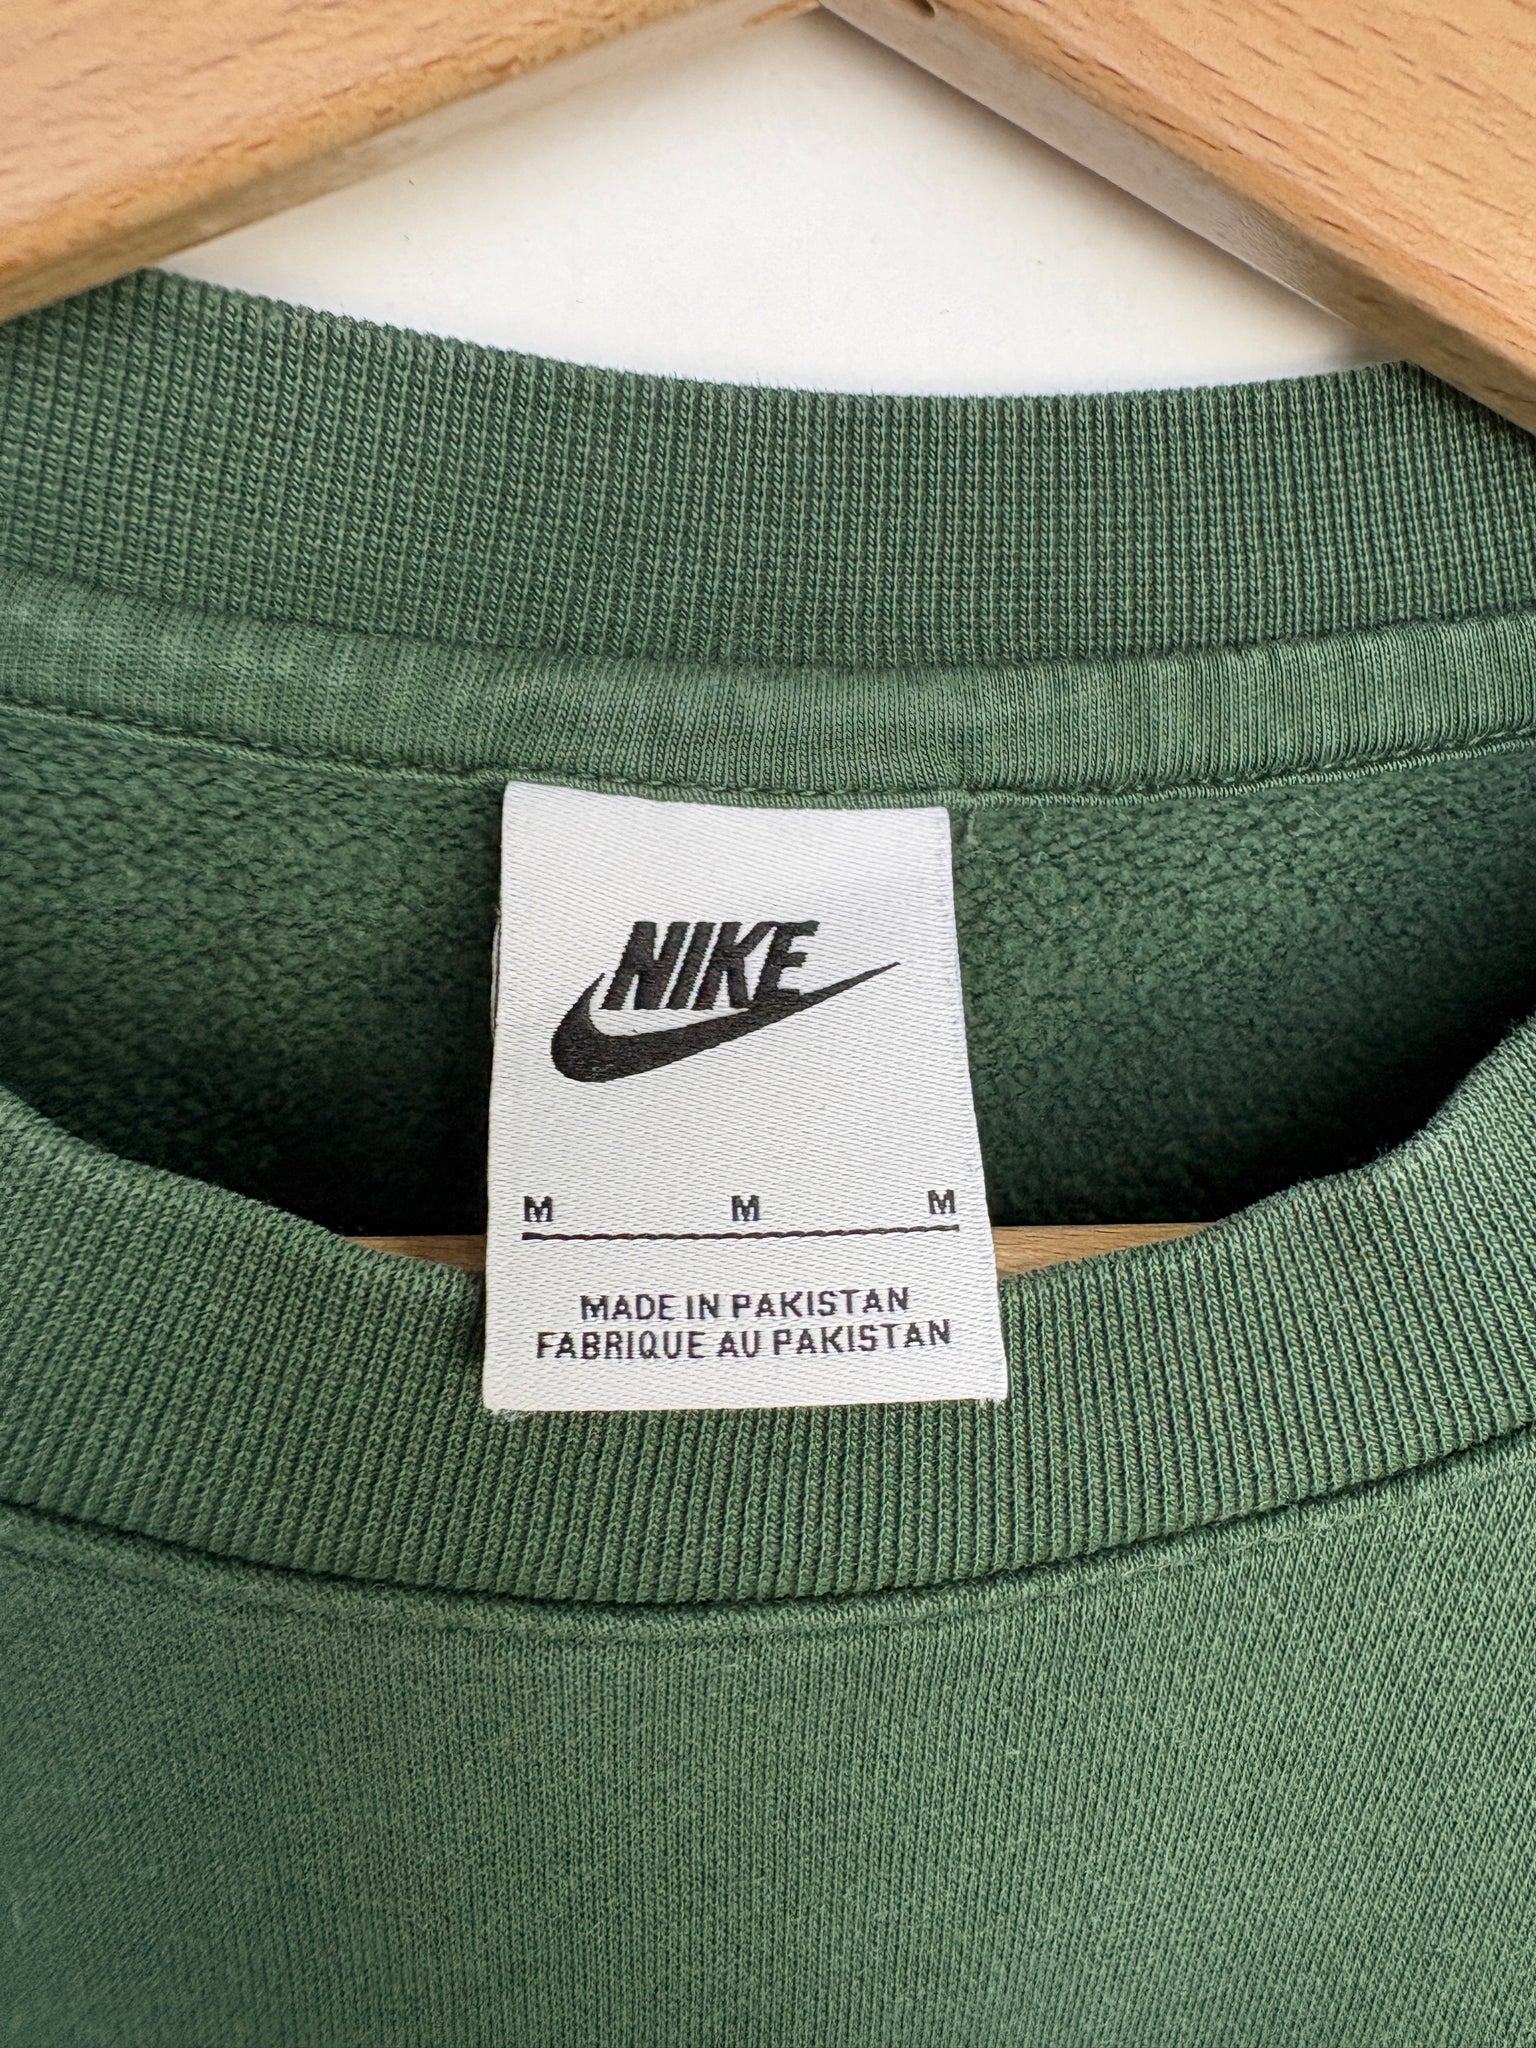 NIKE
M M M
MADE IN PAKISTAN
FABRIQUE AU PAKISTAN